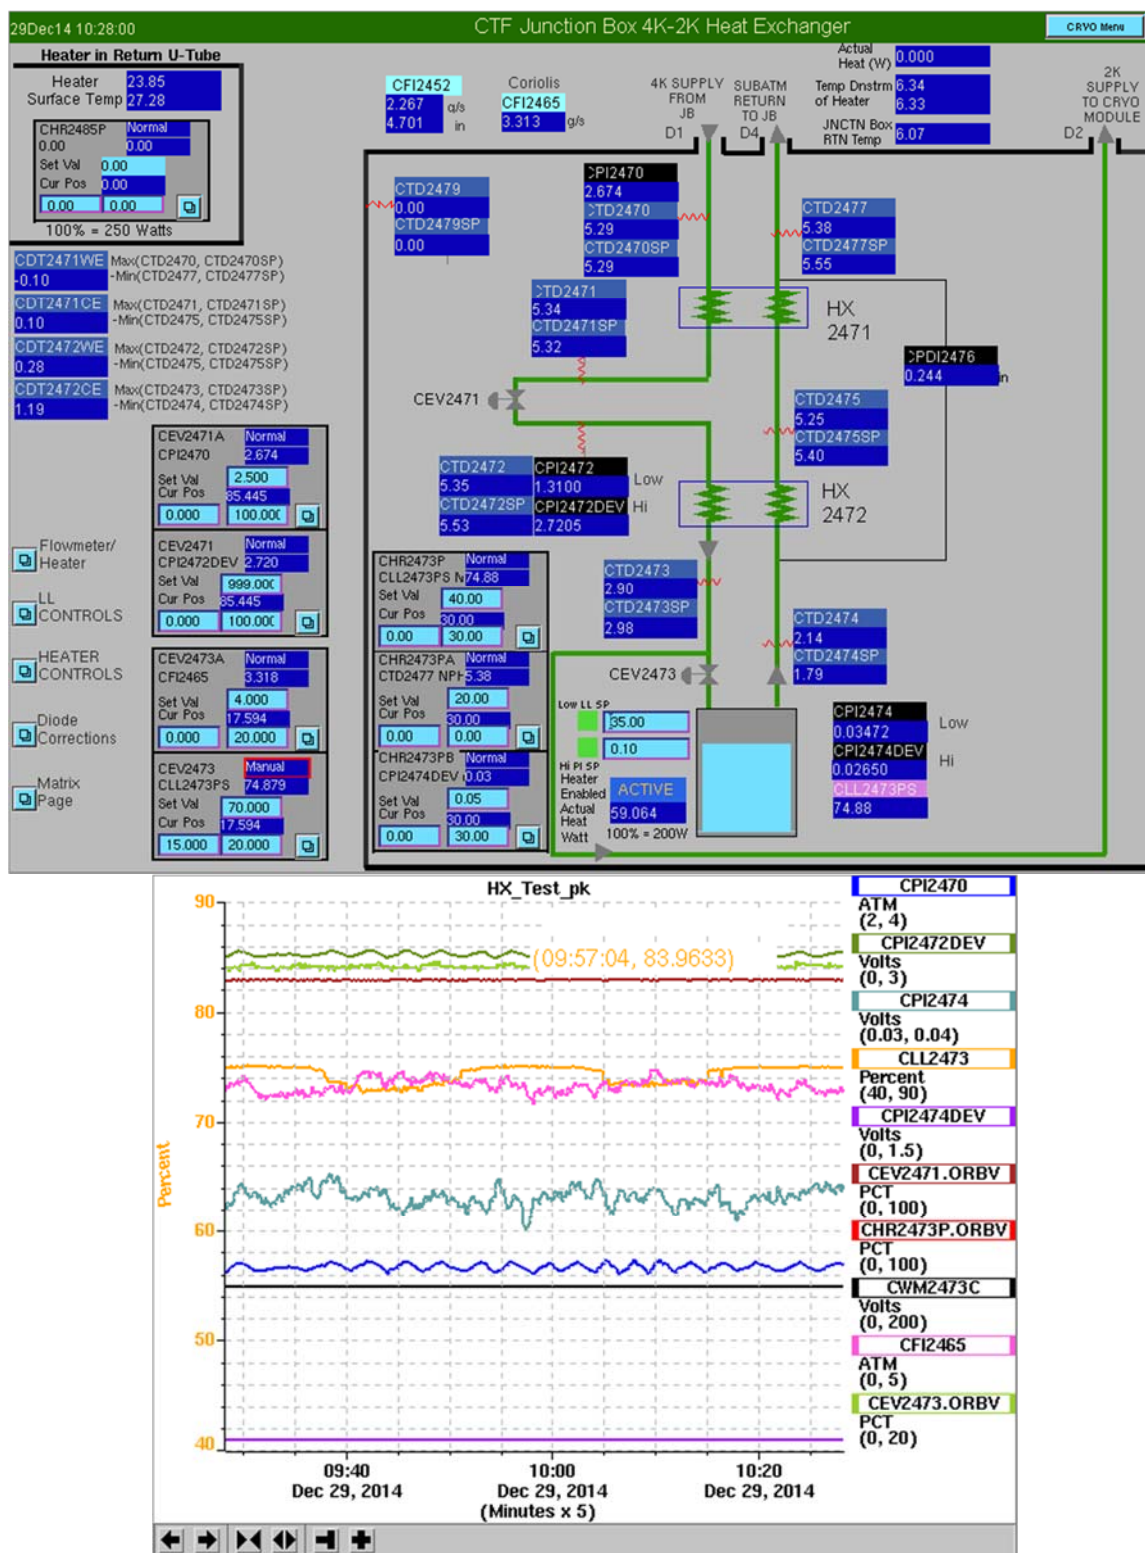 29Dec14 10:28:00
CTF Junction Box 4K-2K Heat Exchanger
CRYO Menu
Heater in Return U-Tube
Heater 23.85
Surface Temp 27.28
CHR2485P Normal
0.00 0.00
Set Val 0.00
Cur Pos 0.00
0.00 0.00
100% = 250 Watts
CFI2452
2.267 g/s
4.701 in
Coriolis
CFI2465
3.313 g/s
4K SUPPLY
FROM
JB
D1
SUBATM
RETURN
TO JB
D4
Actual
Heat (W) 0.000
Temp Dnstrm 6.34
of Heater 6.33
JNCTN Box
RTN Temp 6.07
2K
SUPPLY
TO CRYO
MODULE
D2
CDT2471WE Max(CTD2470, CTD2470SP)
-0.10 -Min(CTD2477, CTD2477SP)
CDT2471CE Max(CTD2471, CTD2471SP)
0.10 -Min(CTD2475, CTD2475SP)
CDT2472WE Max(CTD2472, CTD2472SP)
0.28 -Min(CTD2475, CTD2475SP)
CDT2472CE Max(CTD2473, CTD2473SP)
1.19 -Min(CTD2474, CTD2474SP)
CTD2479
0.00
CTD2479SP
0.00
CPI2470
2.674
CTD2470
5.29
CTD2470SP
5.29
CTD2477
5.38
CTD2477SP
5.55
CTD2471
5.34
CTD2471SP
5.32
HX
2471
CPDI2476
0.244 in
CEV2471
CTD2475
5.25
CTD2475SP
5.40
CTD2472
5.35
CTD2472SP
5.53
CPI2472
1.3100 Low
CPI2472DEV Hi
2.7205
HX
2472
CEV2471A Normal
CPI2470 2.674
Set Val 2.500
Cur Pos 85.445
0.000 100.000
CEV2471 Normal
CPI2472DEV 2.720
Set Val 999.000
Cur Pos 85.445
0.000 100.000
CEV2473A Normal
CFI2465 3.318
Set Val 4.000
Cur Pos 17.594
0.000 20.000
CEV2473 Manual
CLL2473PS 74.879
Set Val 70.000
Cur Pos 17.594
15.000 20.000
Flowmeter/
Heater
LL
CONTROLS
HEATER
CONTROLS
Diode
Corrections
Matrix
Page
CHR2473P Normal
CLL2473PS N 74.88
Set Val 40.00
Cur Pos 30.00
0.00 30.00
CHR2473PA Normal
CTD2477 NPH 5.38
Set Val 20.00
Cur Pos 30.00
0.00 0.00
CHR2473PB Normal
CPI2474DEV 0.03
Set Val 0.05
Cur Pos 30.00
0.00 30.00
CTD2473
2.90
CTD2473SP
2.98
CTD2474
2.14
CTD2474SP
1.79
CEV2473
Low LL SP
35.00
0.10
Hi PI SP
Heater
Enabled ACTIVE
Actual
Heat 59.064
Watt 100% = 200W
CPI2474
0.03472 Low
CPI2474DEV
0.02650 Hi
CLL2473PS
74.88
HX_Test_pk
90
80
70
60
50
40
Percent
(09:57:04, 83.9633)
09:40
Dec 29, 2014
10:00
Dec 29, 2014
10:20
Dec 29, 2014
(Minutes x 5)
CPI2470
ATM
(2, 4)
CPI2472DEV
Volts
(0, 3)
CPI2474
Volts
(0.03, 0.04)
CLL2473
Percent
(40, 90)
CPI2474DEV
Volts
(0, 1.5)
CEV2471.ORBV
PCT
(0, 100)
CHR2473P.ORBV
PCT
(0, 100)
CWM2473C
Volts
(0, 200)
CFI2465
ATM
(0, 5)
CEV2473.ORBV
PCT
(0, 20)